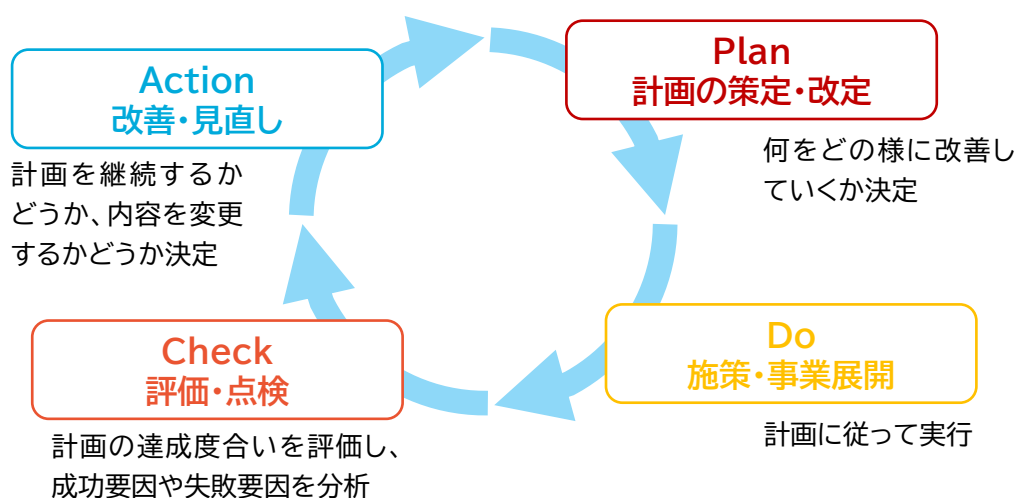 Plan
計画の策定・改定
何をどの様に改善し
ていくか決定
Do
施策・事業展開
計画に従って実行
Check
評価・点検
計画の達成度合いを評価し、
成功要因や失敗要因を分析
Action
改善・見直し
計画を継続するか
どうか、内容を変更
するかどうか決定